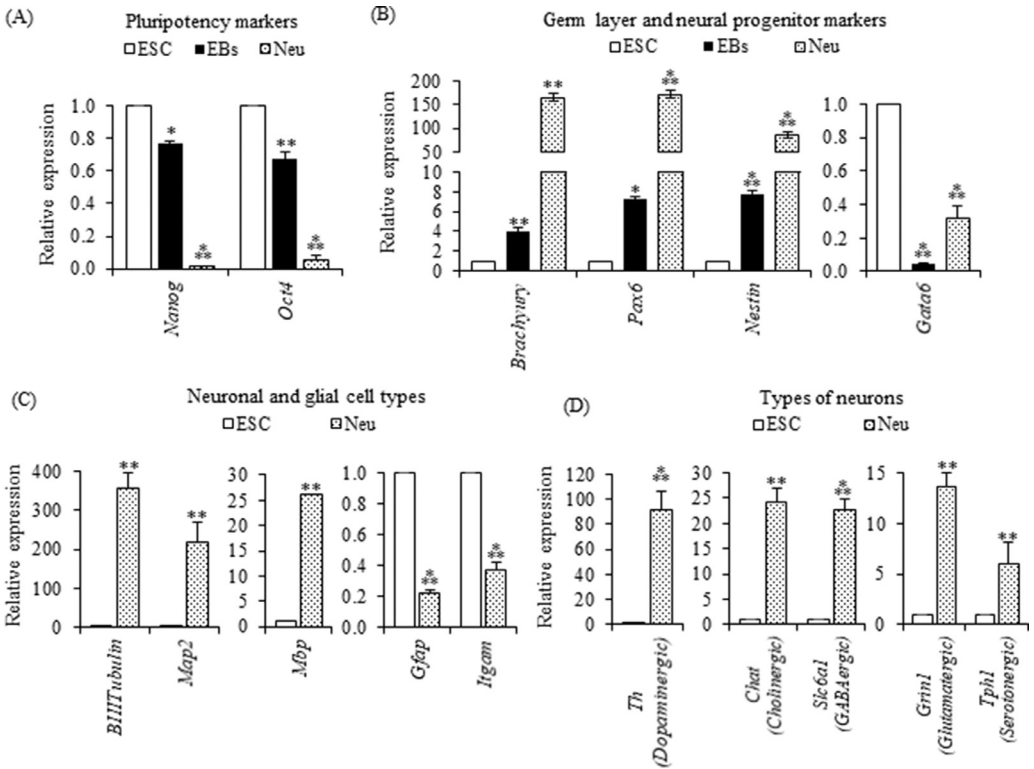 (A)
Pluripotency markers
ESC EBs Neu
Relative expression
1.0
0.8
0.6
0.4
0.2
0.0
*
**
*
**
*
**
Nanog
Oct4
(B)
Germ layer and neural progenitor markers
ESC EBs Neu
Relative expression
200
150
100
50
10
8
6
4
2
0
**
**
*
*
**
*
**
*
**
Brachyury
Pax6
Nestin
1.0
0.8
0.6
0.4
0.2
0.0
*
**
*
**
Gata6
(C)
Neuronal and glial cell types
ESC Neu
Relative expression
400
300
200
100
0
**
**
BIIITubulin
Map2
30
25
20
15
10
5
0
**
Mbp
1.0
0.8
0.6
0.4
0.2
0.0
*
**
*
**
Gfap
Itgam
(D)
Types of neurons
ESC Neu
Relative expression
120
100
80
60
40
20
0
*
**
Th
(Dopaminergic)
30
25
20
15
10
5
0
**
*
**
Chat
(Cholinergic)
Slc6a1
(GABAergic)
15
10
5
0
**
**
Grin1
(Glutamatergic)
Tph1
(Serotonergic)